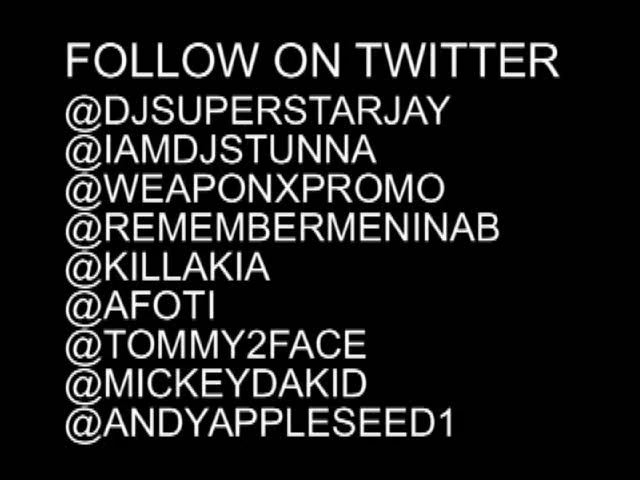 FOLLOW ON TWITTER
@DJSUPERSTARJAY
@IAMDJSTUNNA
@WEAPONXPROMO
@REMEMBERMENINAB
@KILLAKIA
@AFOTI
@TOMMY2FACE
@MICKEYDAKID
@ANDYAPPLESEED1